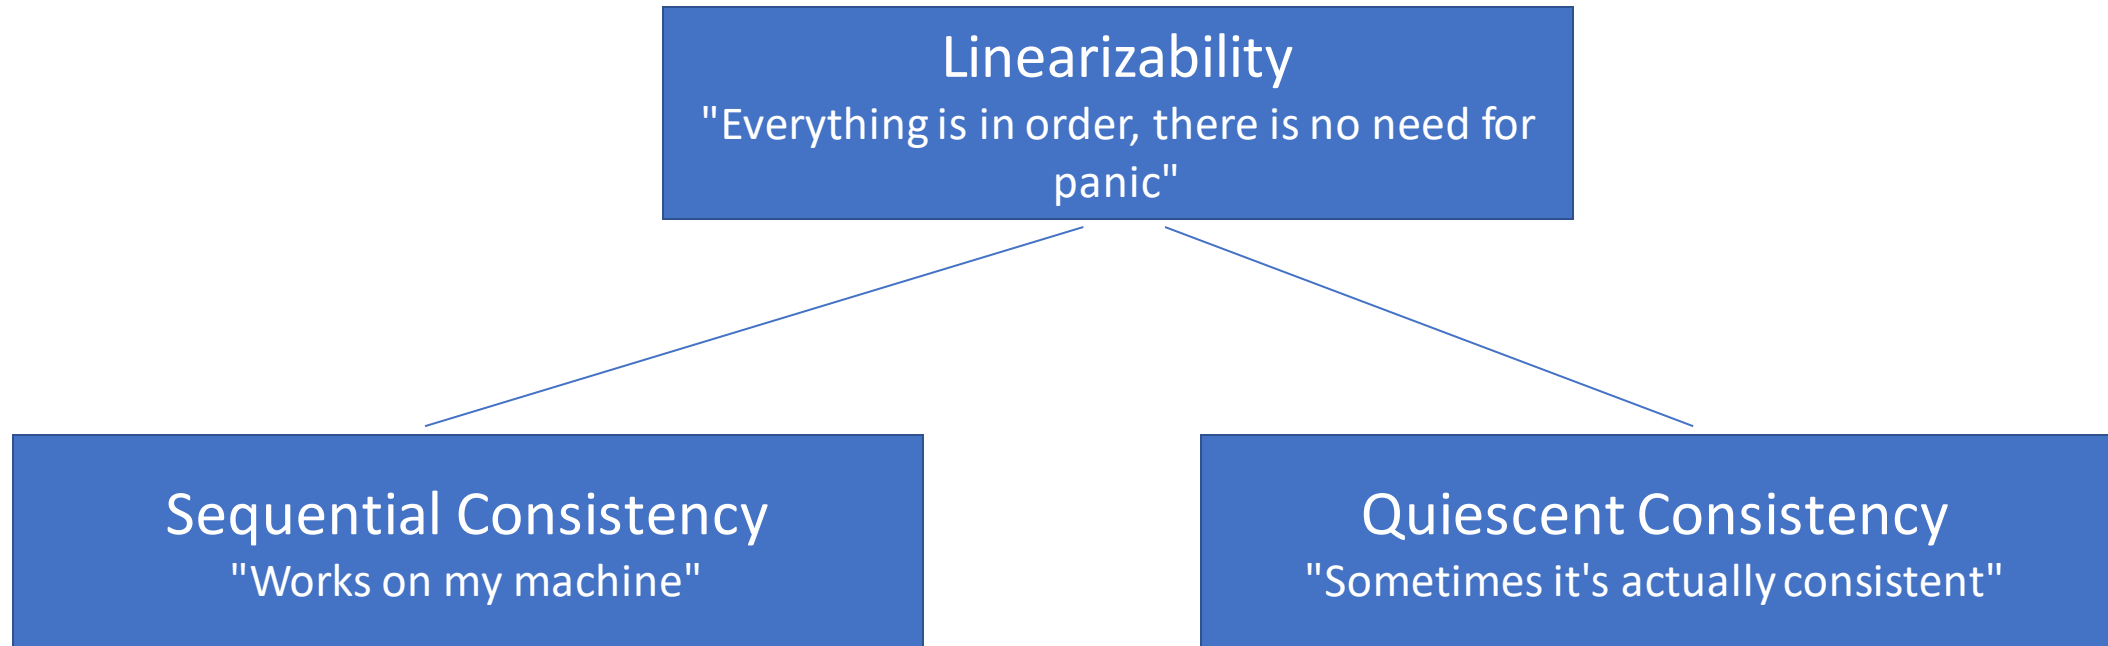 Linearizability
"Everything is in order, there is no need for
panic"
Sequential Consistency
"Works on my machine"
Quiescent Consistency
"Sometimes it's actually consistent"